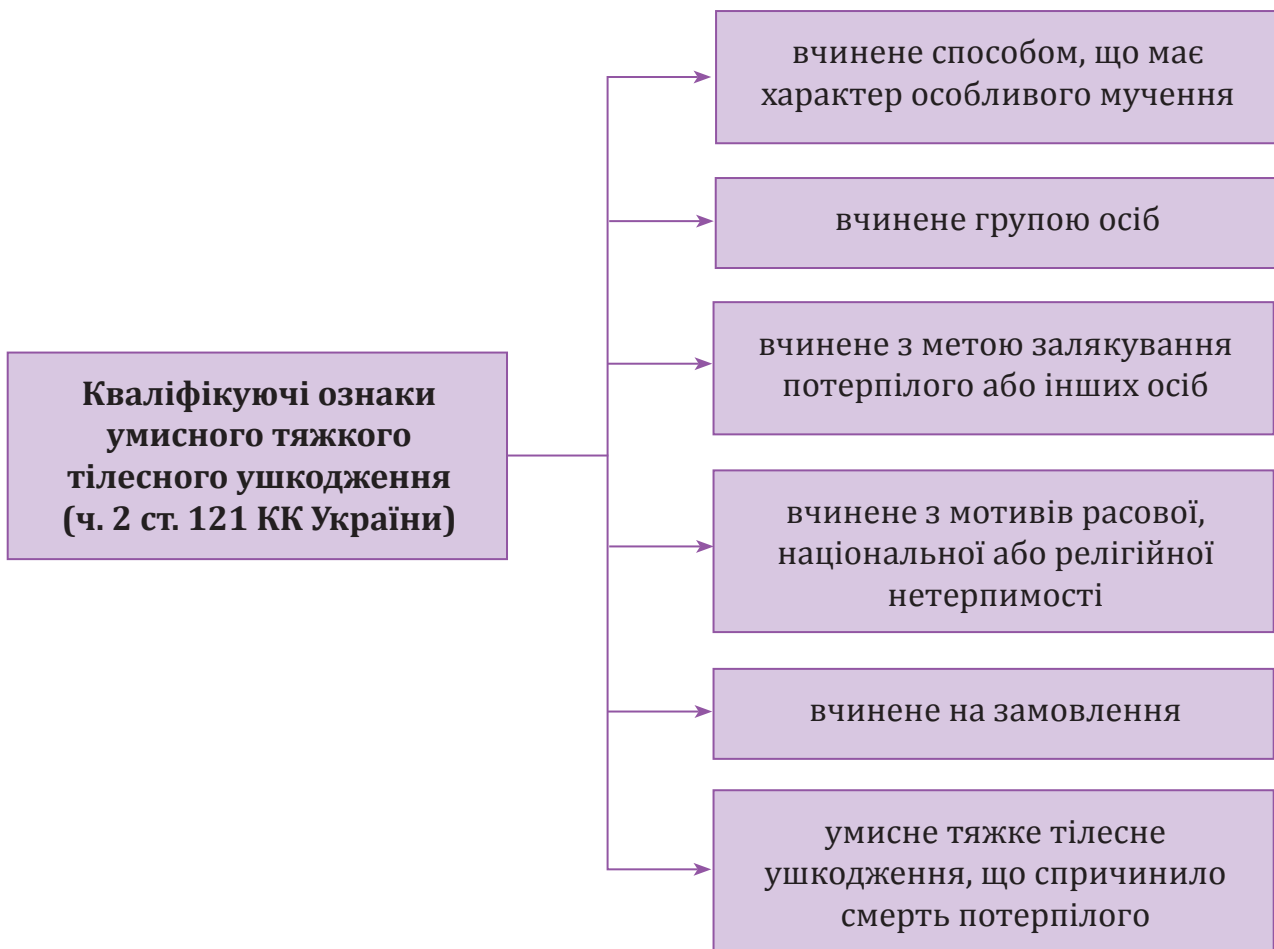 Кваліфікуючі ознаки
умисного тяжкого
тілесного ушкодження
(ч. 2 ст. 121 КК України)
вчинене способом, що має
характер особливого мучення
вчинене групою осіб
вчинене з метою залякування
потерпілого або інших осіб
вчинене з мотивів расової,
національної або релігійної
нетерпимості
вчинене на замовлення
умисне тяжке тілесне
ушкодження, що спричинило
смерть потерпілого